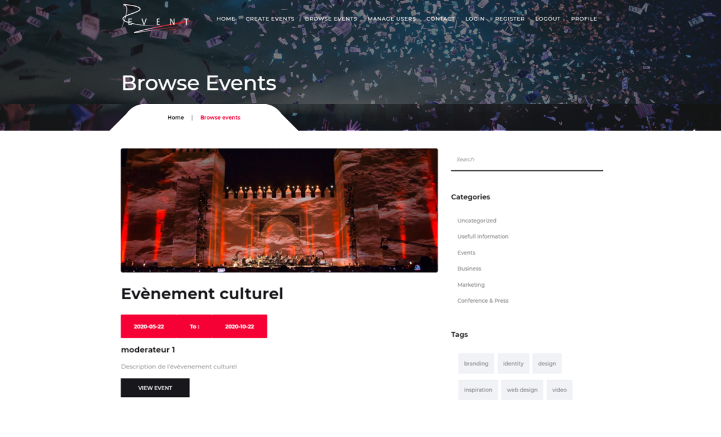 EVENT
HOME CREATE EVENTS BROWSE EVENTS MANAGE USERS CONTACT LOGIN REGISTER LOGOUT PROFILE
Browse Events
Home | Browse events
Search
Evènement culturel
2020-05-22 To : 2020-10-22
moderateur 1
Description de l'évèvenement culturel
VIEW EVENT
Categories
Uncategorized
Usefull Information
Events
Business
Marketing
Conference & Press
Tags
branding identity design
inspiration web design video